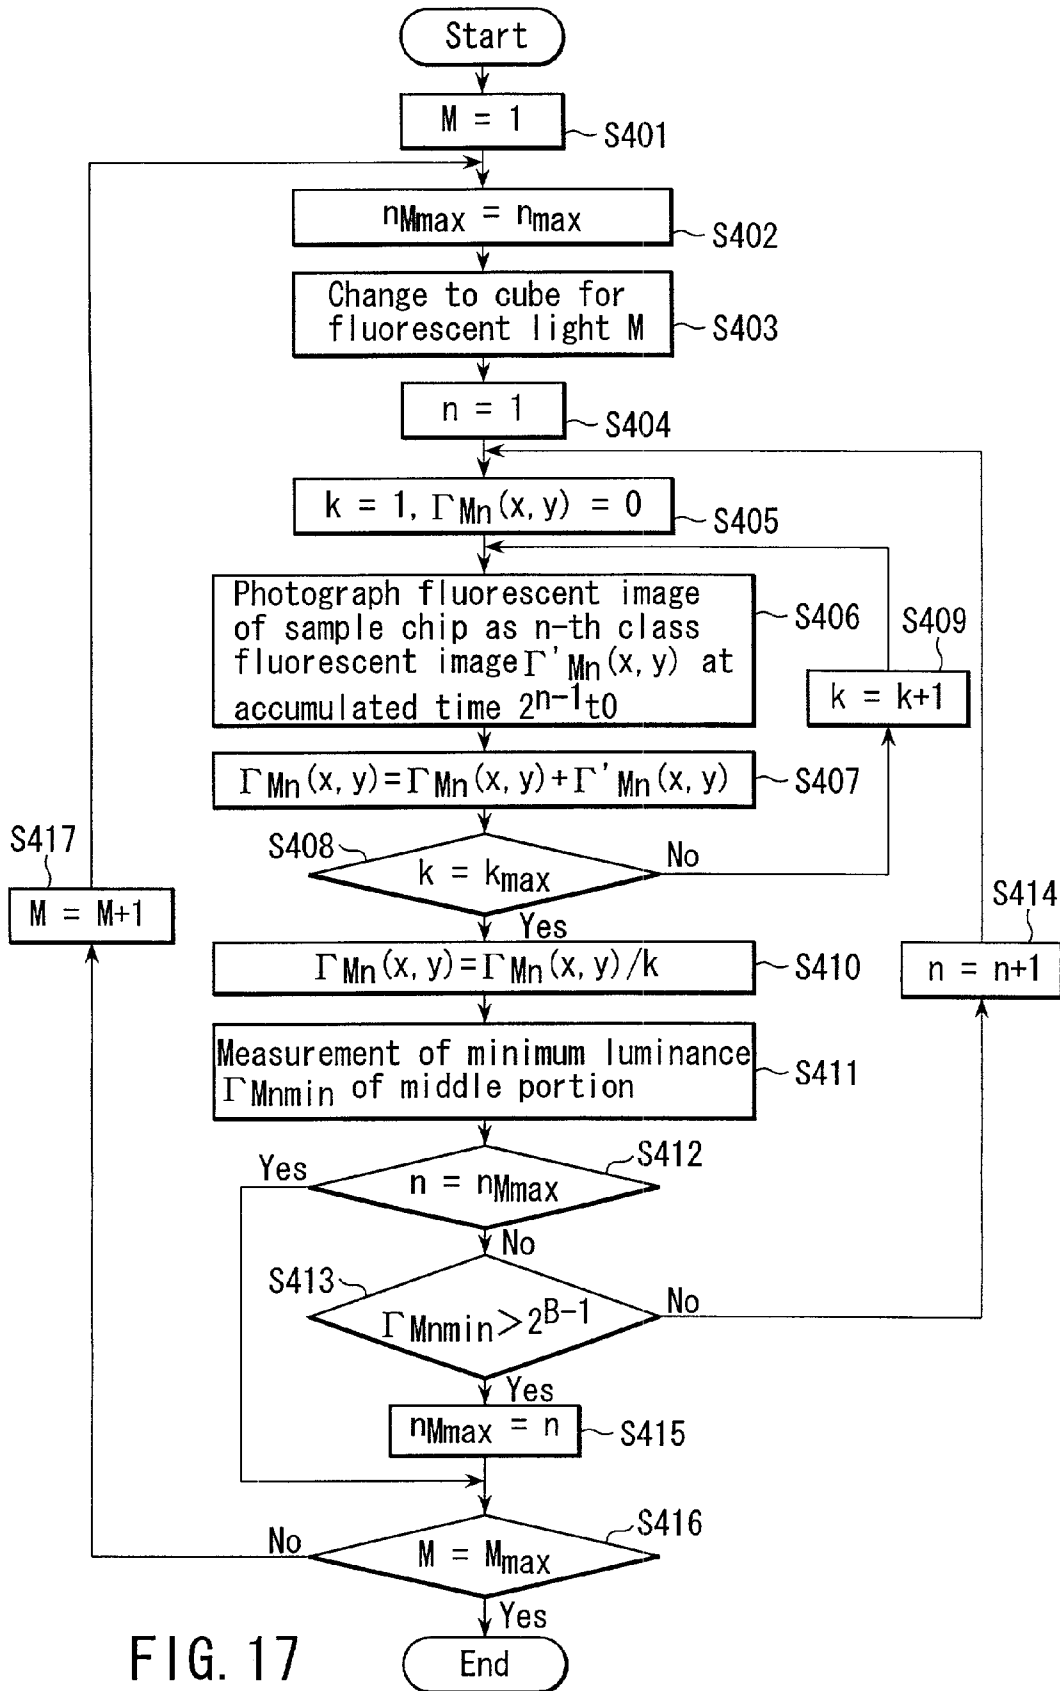 Start
M = 1
S401
nMmax = nmax
S402
Change to cube for
fluorescent light M
S403
n = 1
S404
k = 1, ΓMn(x, y) = 0
S405
Photograph fluorescent image
of sample chip as n-th class
fluorescent image Γ'Mn(x, y) at
accumulated time 2^n-1 t0
S406
S409
k = k+1
ΓMn(x, y)=ΓMn(x, y)+Γ'Mn(x, y)
S407
S408
k = kmax
No
Yes
S417
M = M+1
S414
n = n+1
ΓMn(x, y)=ΓMn(x, y)/k
S410
Measurement of minimum luminance
ΓMnmin of middle portion
S411
Yes
n = nMmax
S412
No
S413
ΓMnmin>2^B-1
No
Yes
nMmax = n
S415
No
M = Mmax
S416
Yes
End
FIG. 17